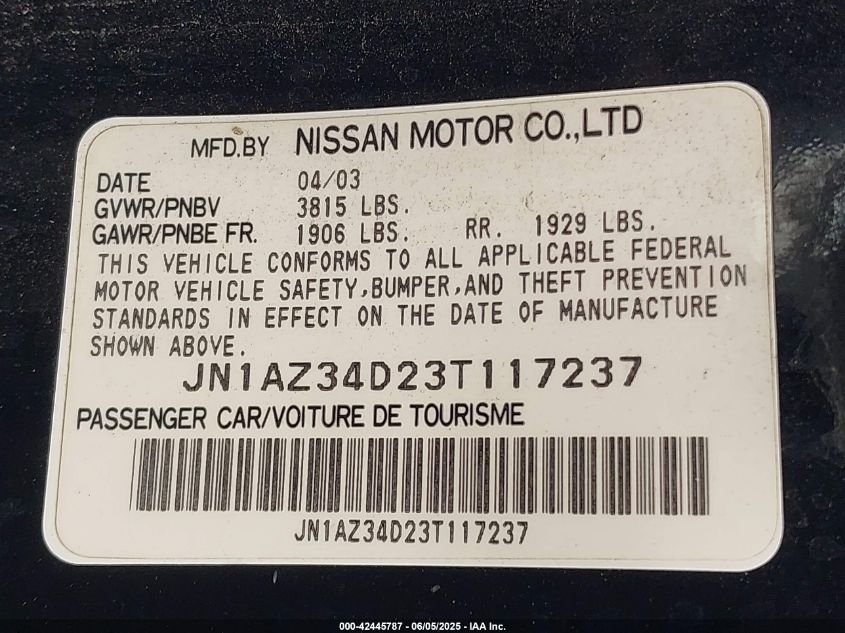 MFD.BY NISSAN MOTOR CO.,LTD
DATE 04/03
GVWR/PNBV 3815 LBS.
GAWR/PNBE FR. 1906 LBS. RR. 1929 LBS.
THIS VEHICLE CONFORMS TO ALL APPLICABLE FEDERAL
MOTOR VEHICLE SAFETY,BUMPER,AND THEFT PREVENTION
STANDARDS IN EFFECT ON THE DATE OF MANUFACTURE
SHOWN ABOVE.
JN1AZ34D23T117237
PASSENGER CAR/VOITURE DE TOURISME
JN1AZ34D23T117237
000-42445787 - 06/05/2025 - IAA Inc.